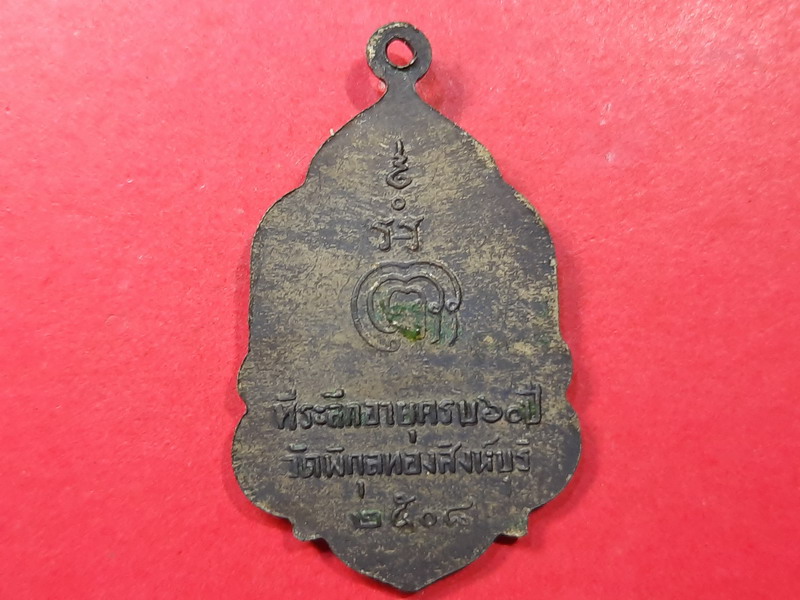 ที่ระลึกอายุครบ๖๐ปี
วัดพิกุลทองสิงห์บุรี
๒๕๐๘